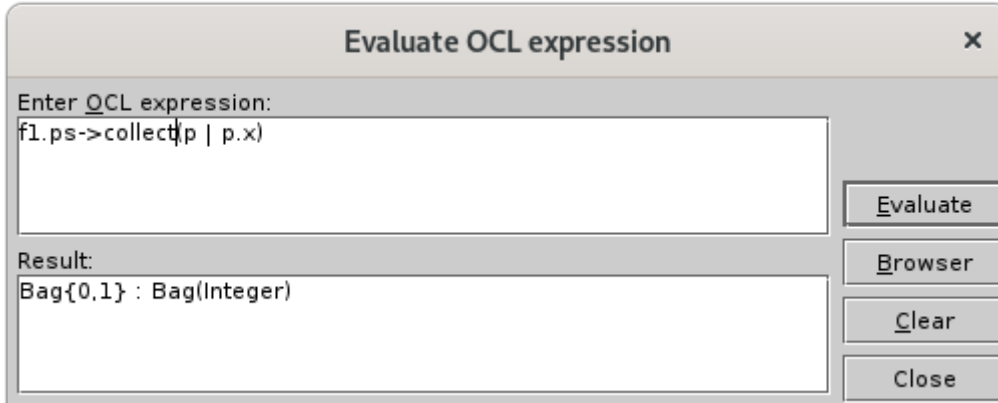 Evaluate OCL expression
×
Enter OCL expression:
f1.ps->collect(p | p.x)
Evaluate
Result:
Browser
Bag{0,1} : Bag(Integer)
Clear
Close